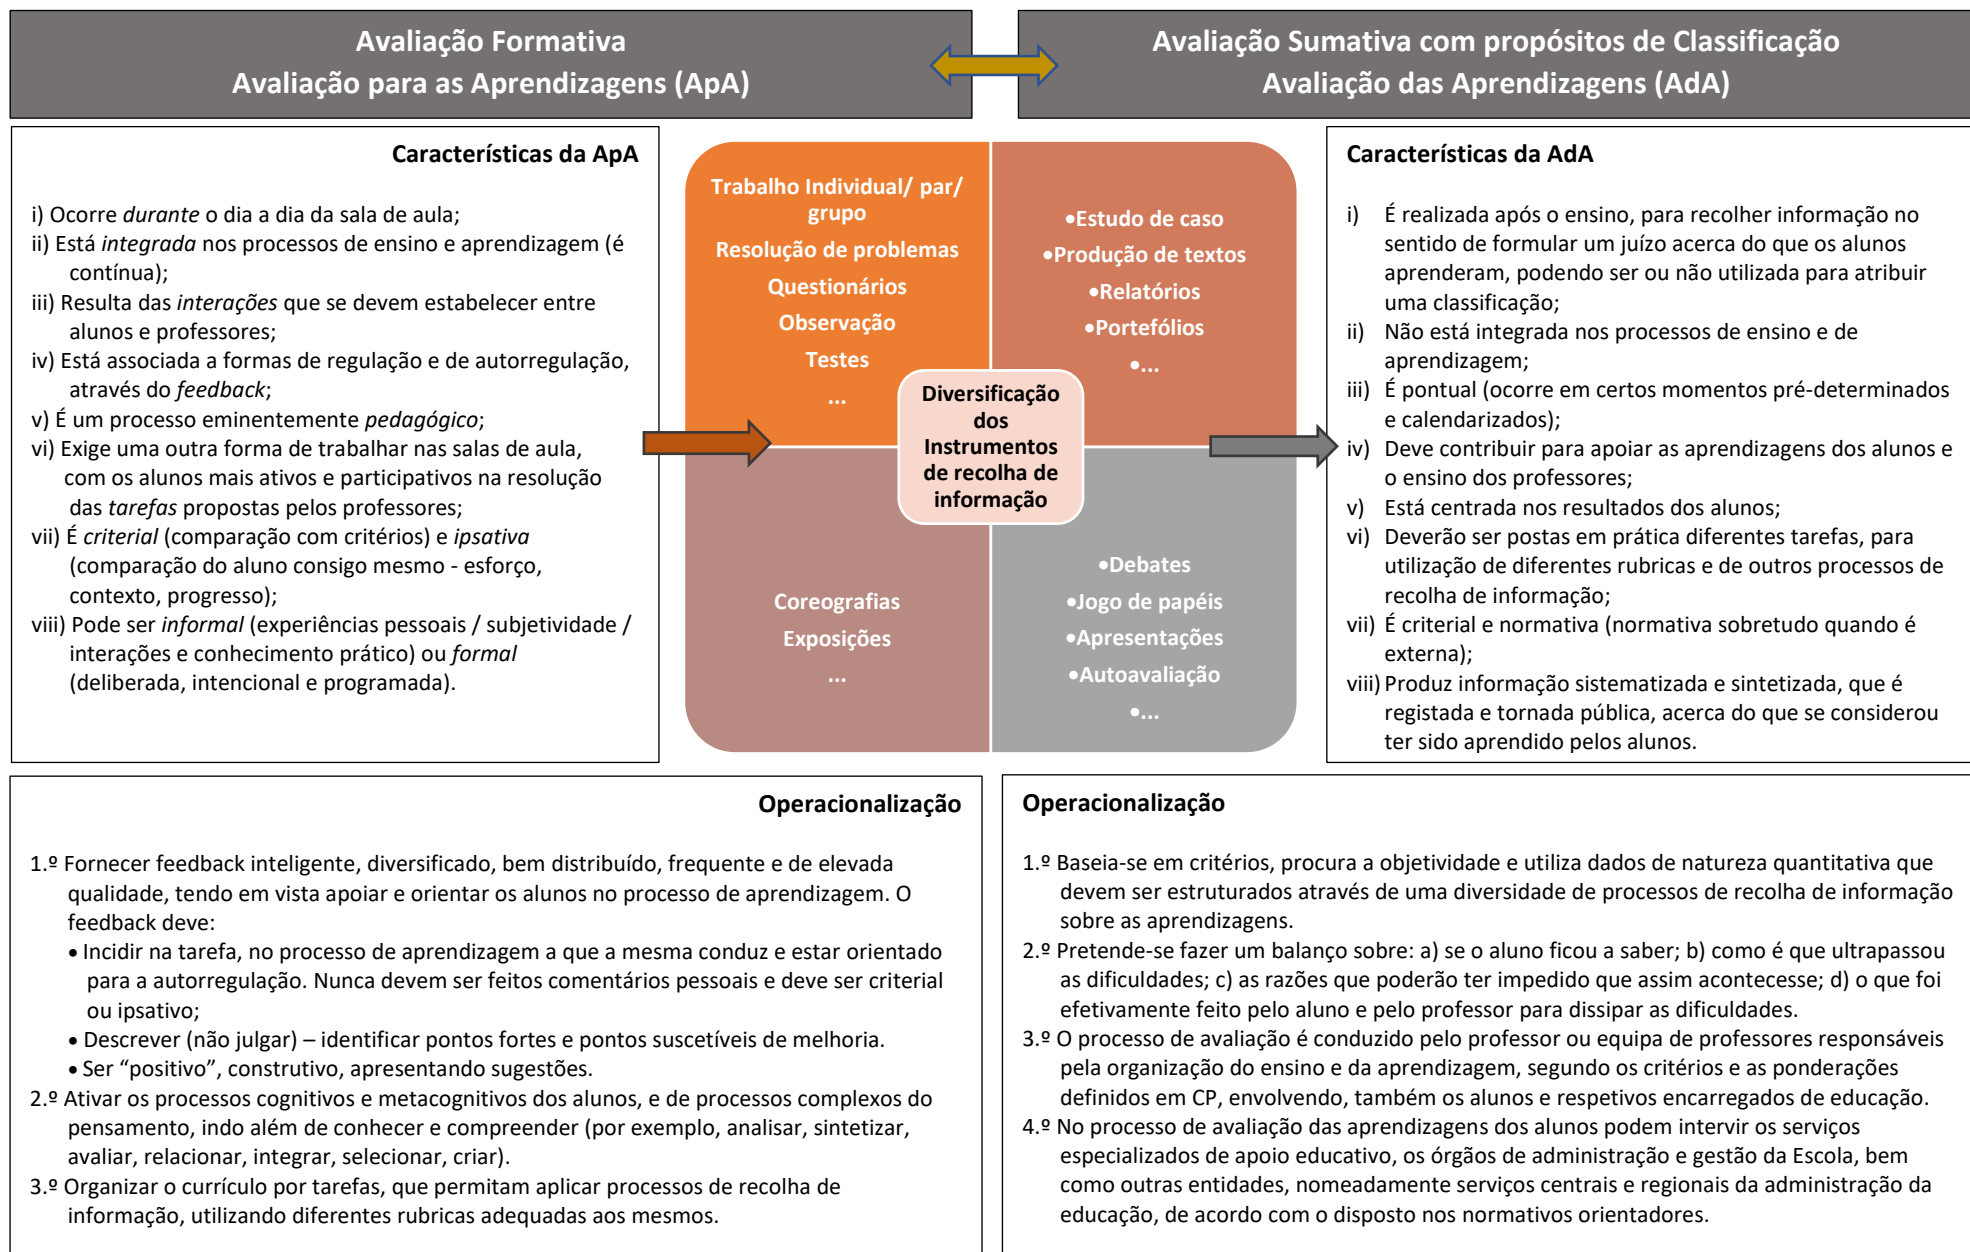 Avaliação Formativa
Avaliação para as Aprendizagens (ApA)
Avaliação Sumativa com propósitos de Classificação
Avaliação das Aprendizagens (AdA)
Características da ApA
i) Ocorre durante o dia a dia da sala de aula;
ii) Está integrada nos processos de ensino e aprendizagem (é
contínua);
iii) Resulta das interações que se devem estabelecer entre
alunos e professores;
iv) Está associada a formas de regulação e de autorregulação,
através do feedback;
v) É um processo eminentemente pedagógico;
vi) Exige uma outra forma de trabalhar nas salas de aula,
com os alunos mais ativos e participativos na resolução
das tarefas propostas pelos professores;
vii) É criterial (comparação com critérios) e ipsativa
(comparação do aluno consigo mesmo - esforço,
contexto, progresso);
viii) Pode ser informal (experiências pessoais / subjetividade /
interações e conhecimento prático) ou formal
(deliberada, intencional e programada).
Trabalho Individual/ par/
grupo
Resolução de problemas
Questionários
Observação
Testes
...
•Estudo de caso
•Produção de textos
•Relatórios
•Portefólios
•...
Diversificação
dos
Instrumentos
de recolha de
informação
Coreografias
Exposições
...
•Debates
•Jogo de papéis
•Apresentações
•Autoavaliação
•...
Características da AdA
i) É realizada após o ensino, para recolher informação no
sentido de formular um juízo acerca do que os alunos
aprenderam, podendo ser ou não utilizada para atribuir
uma classificação;
ii) Não está integrada nos processos de ensino e de
aprendizagem;
iii) É pontual (ocorre em certos momentos pré-determinados
e calendarizados);
iv) Deve contribuir para apoiar as aprendizagens dos alunos e
o ensino dos professores;
v) Está centrada nos resultados dos alunos;
vi) Deverão ser postas em prática diferentes tarefas, para
utilização de diferentes rubricas e de outros processos de
recolha de informação;
vii) É criterial e normativa (normativa sobretudo quando é
externa);
viii) Produz informação sistematizada e sintetizada, que é
registada e tornada pública, acerca do que se considerou
ter sido aprendido pelos alunos.
Operacionalização
1.º Fornecer feedback inteligente, diversificado, bem distribuído, frequente e de elevada
qualidade, tendo em vista apoiar e orientar os alunos no processo de aprendizagem. O
feedback deve:
• Incidir na tarefa, no processo de aprendizagem a que a mesma conduz e estar orientado
para a autorregulação. Nunca devem ser feitos comentários pessoais e deve ser criterial
ou ipsativo;
• Descrever (não julgar) – identificar pontos fortes e pontos suscetíveis de melhoria.
• Ser “positivo”, construtivo, apresentando sugestões.
2.º Ativar os processos cognitivos e metacognitivos dos alunos, e de processos complexos do
pensamento, indo além de conhecer e compreender (por exemplo, analisar, sintetizar,
avaliar, relacionar, integrar, selecionar, criar).
3.º Organizar o currículo por tarefas, que permitam aplicar processos de recolha de
informação, utilizando diferentes rubricas adequadas aos mesmos.
Operacionalização
1.º Baseia-se em critérios, procura a objetividade e utiliza dados de natureza quantitativa que
devem ser estruturados através de uma diversidade de processos de recolha de informação
sobre as aprendizagens.
2.º Pretende-se fazer um balanço sobre: a) se o aluno ficou a saber; b) como é que ultrapassou
as dificuldades; c) as razões que poderão ter impedido que assim acontecesse; d) o que foi
efetivamente feito pelo aluno e pelo professor para dissipar as dificuldades.
3.º O processo de avaliação é conduzido pelo professor ou equipa de professores responsáveis
pela organização do ensino e da aprendizagem, segundo os critérios e as ponderações
definidos em CP, envolvendo, também os alunos e respetivos encarregados de educação.
4.º No processo de avaliação das aprendizagens dos alunos podem intervir os serviços
especializados de apoio educativo, os órgãos de administração e gestão da Escola, bem
como outras entidades, nomeadamente serviços centrais e regionais da administração da
educação, de acordo com o disposto nos normativos orientadores.